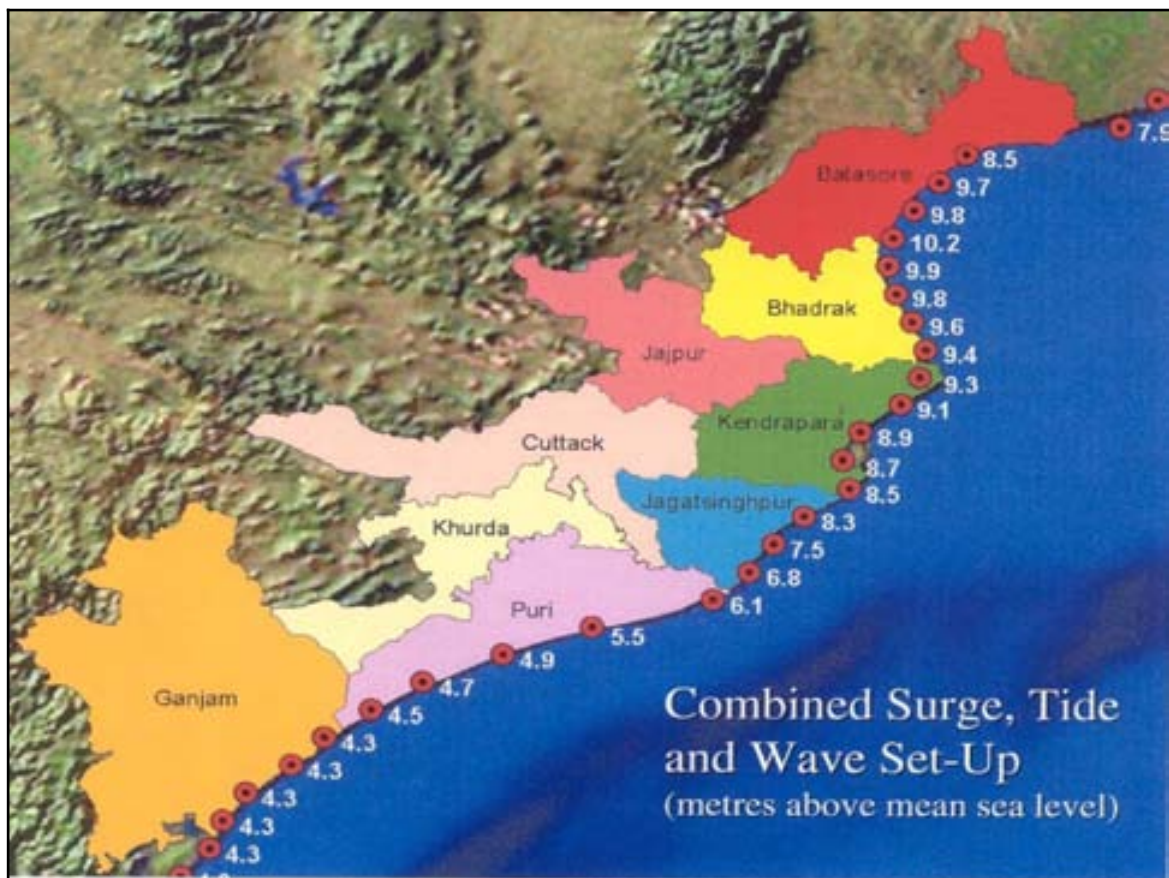 7.9
8.5
Balasore
9.7
9.8
10.2
9.9
9.8
Bhadrak
9.6
Jajpur
9.4
9.3
9.1
Kendrapara
8.9
Cuttack
8.7
8.5
Jagatsinghpur
8.3
Khurda
7.5
6.8
6.1
Puri
5.5
4.9
4.7
Ganjam
4.5
4.3
4.3
4.3
4.3
4.3
Combined Surge, Tide
and Wave Set-Up
(metres above mean sea level)